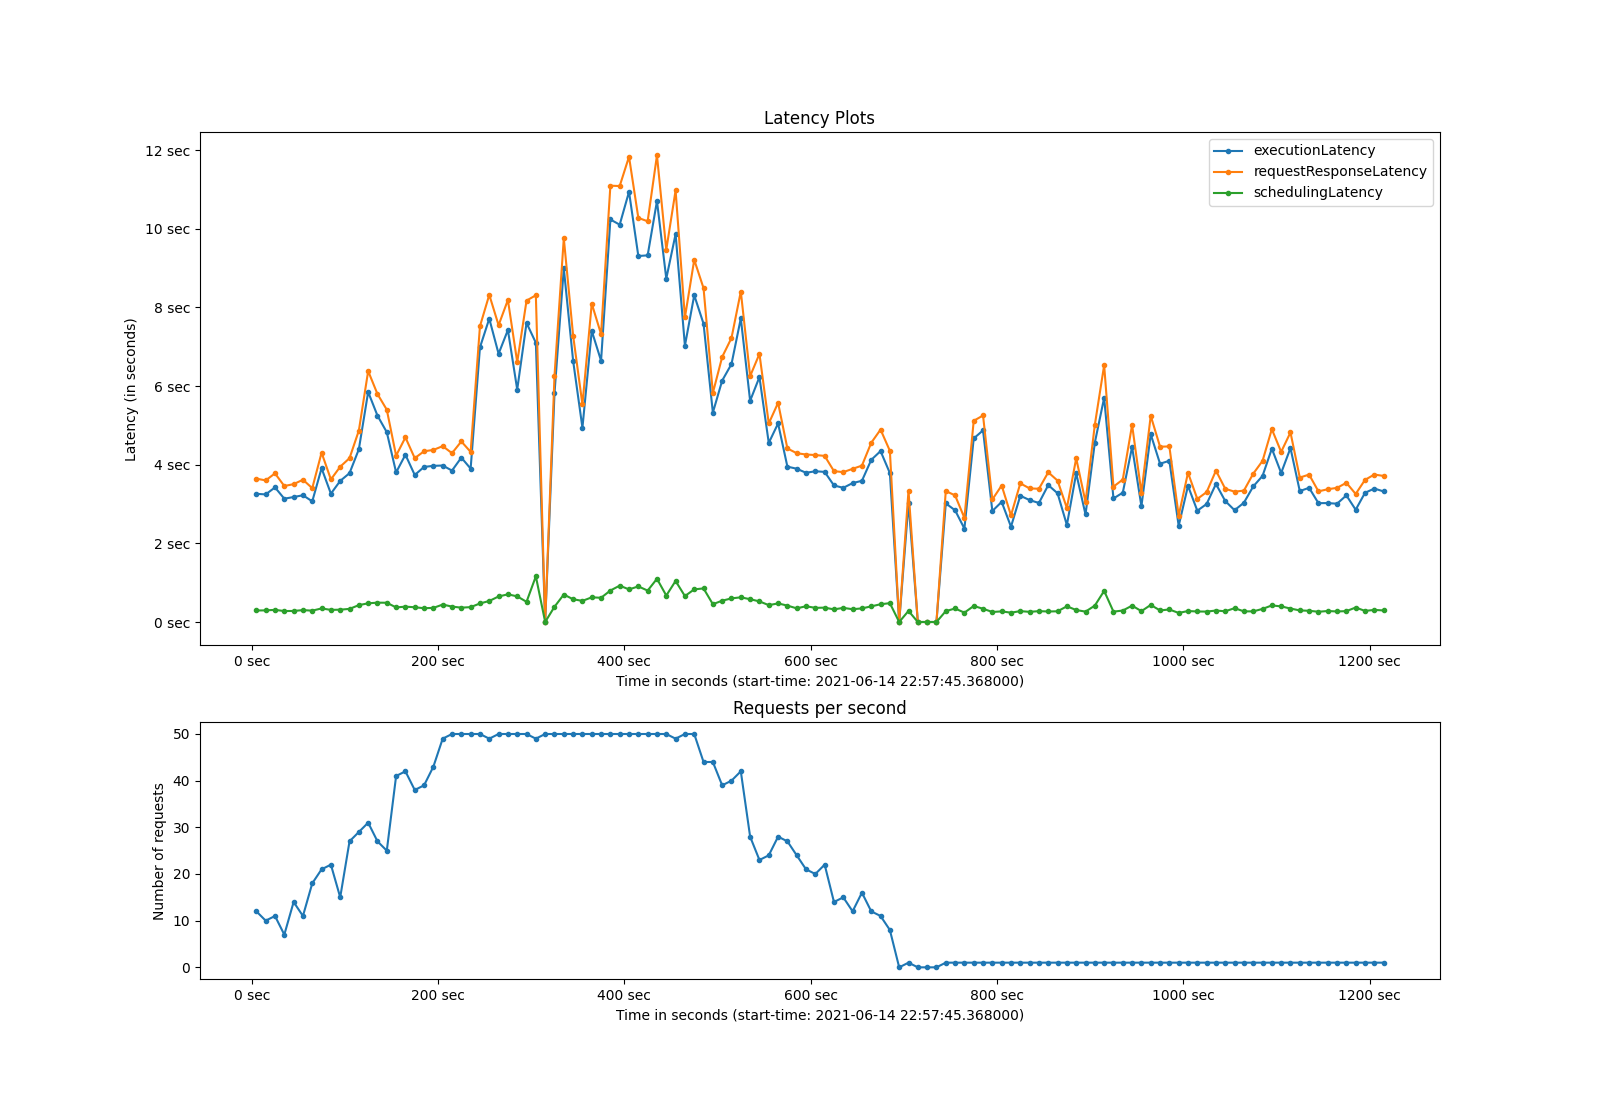 Latency Plots
12 sec
10 sec
8 sec
6 sec
4 sec
2 sec
0 sec
Latency (in seconds)
executionLatency
requestResponseLatency
schedulingLatency
0 sec 200 sec 400 sec 600 sec 800 sec 1000 sec 1200 sec
Time in seconds (start-time: 2021-06-14 22:57:45.368000)
Requests per second
50
40
30
20
10
0
Number of requests
0 sec 200 sec 400 sec 600 sec 800 sec 1000 sec 1200 sec
Time in seconds (start-time: 2021-06-14 22:57:45.368000)